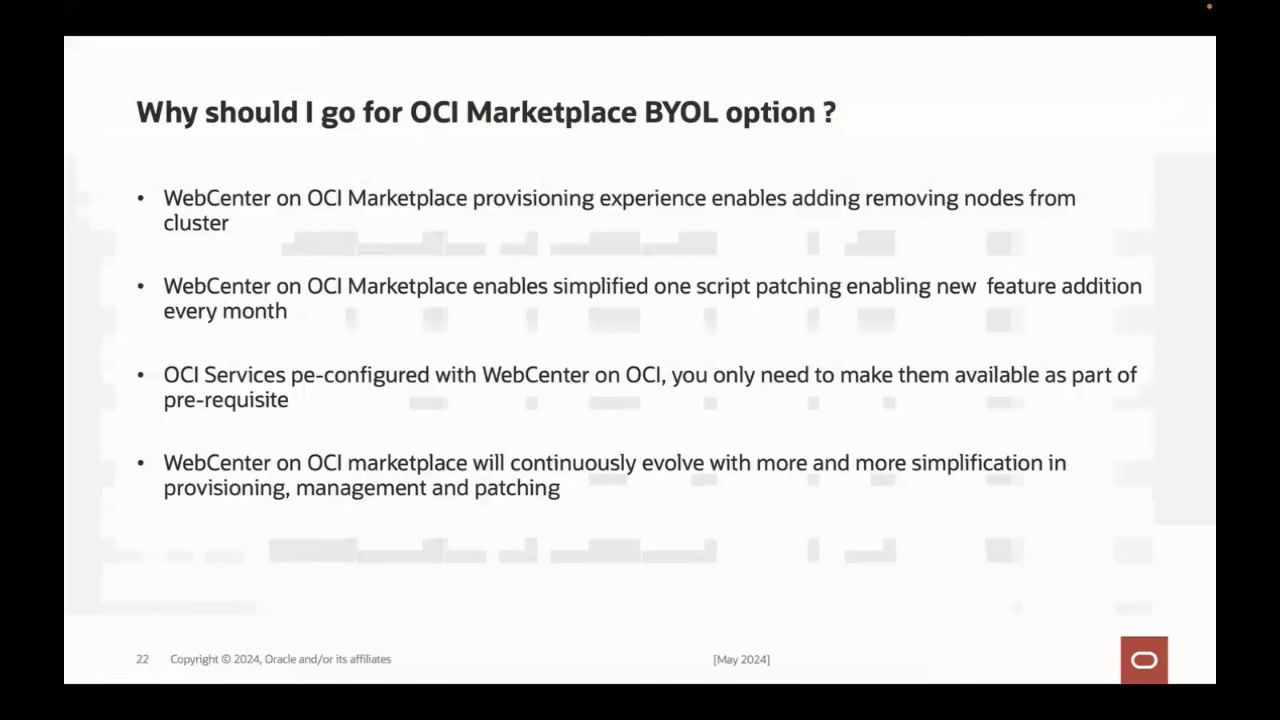 Why should I go for OCI Marketplace BYOL option ?
• WebCenter on OCI Marketplace provisioning experience enables adding removing nodes from
cluster
• WebCenter on OCI Marketplace enables simplified one script patching enabling new  feature addition
every month
• OCI Services pe-configured with WebCenter on OCI, you only need to make them available as part of
pre-requisite
• WebCenter on OCI marketplace will continuously evolve with more and more simplification in
provisioning, management and patching
22 Copyright © 2024, Oracle and/or its affiliates [May 2024]